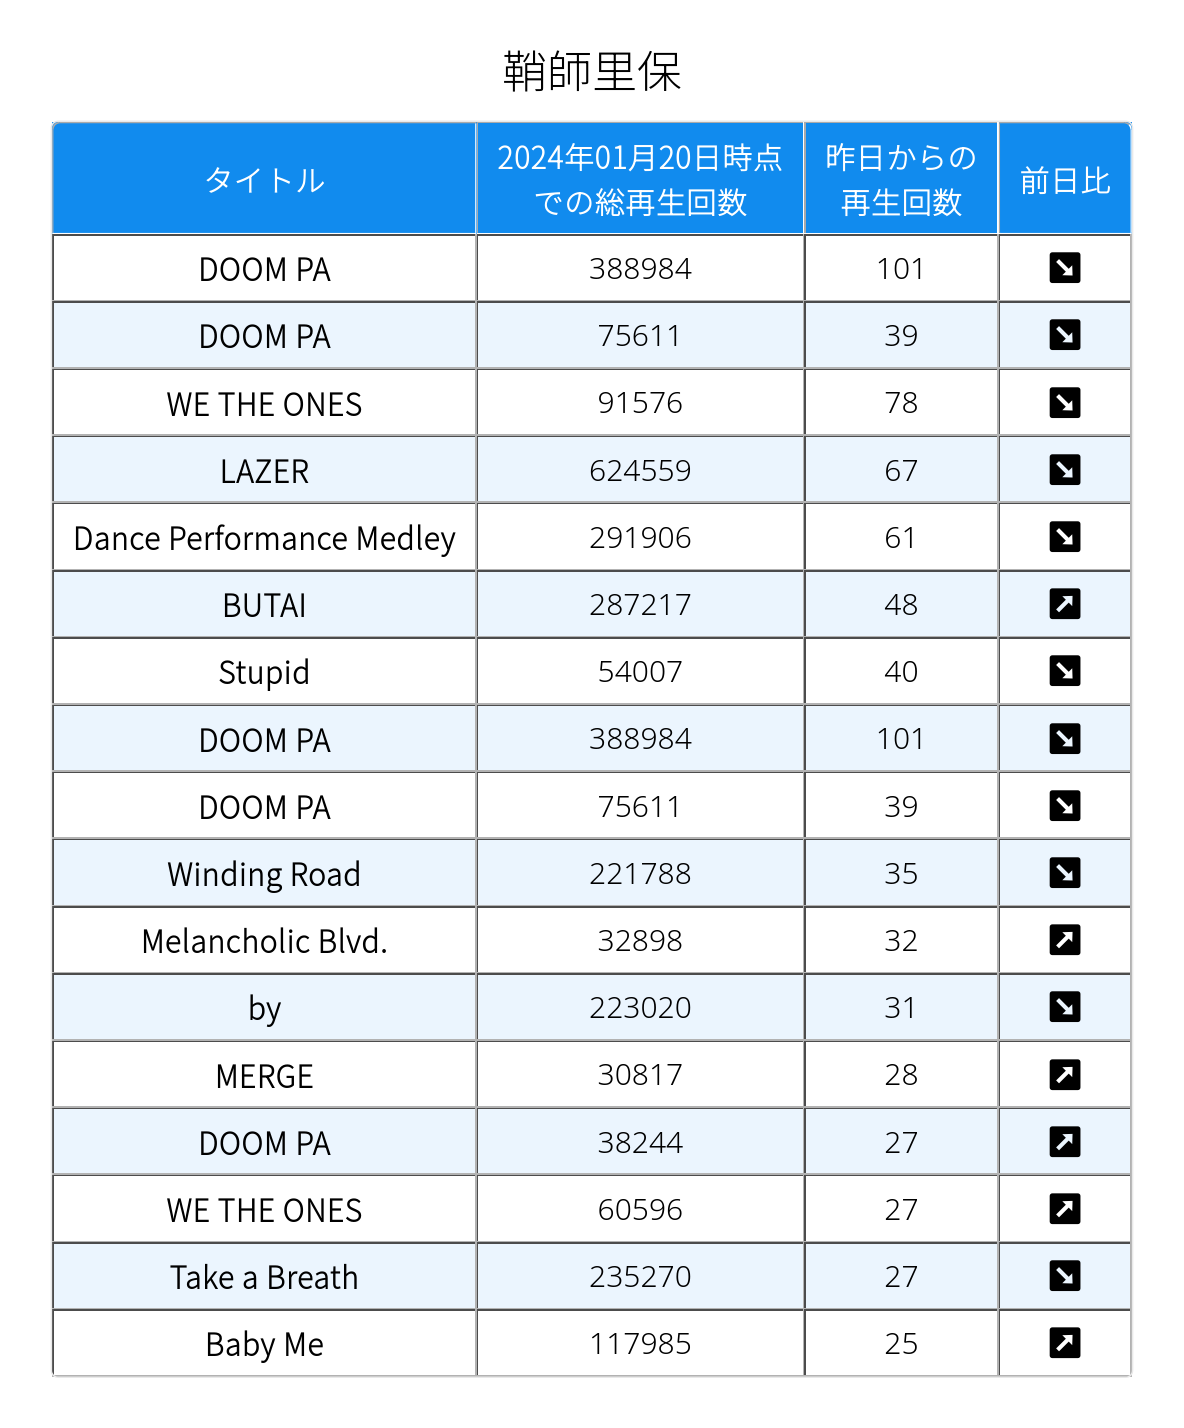 鞘師里保
タイトル
2024年01月20日時点
での総再生回数
昨日からの
再生回数
前日比
DOOM PA 388984 101 ↘
DOOM PA 75611 39 ↘
WE THE ONES 91576 78 ↘
LAZER 624559 67 ↘
Dance Performance Medley 291906 61 ↘
BUTAI 287217 48 ↗
Stupid 54007 40 ↘
DOOM PA 388984 101 ↘
DOOM PA 75611 39 ↘
Winding Road 221788 35 ↘
Melancholic Blvd. 32898 32 ↗
by 223020 31 ↘
MERGE 30817 28 ↗
DOOM PA 38244 27 ↗
WE THE ONES 60596 27 ↗
Take a Breath 235270 27 ↘
Baby Me 117985 25 ↗